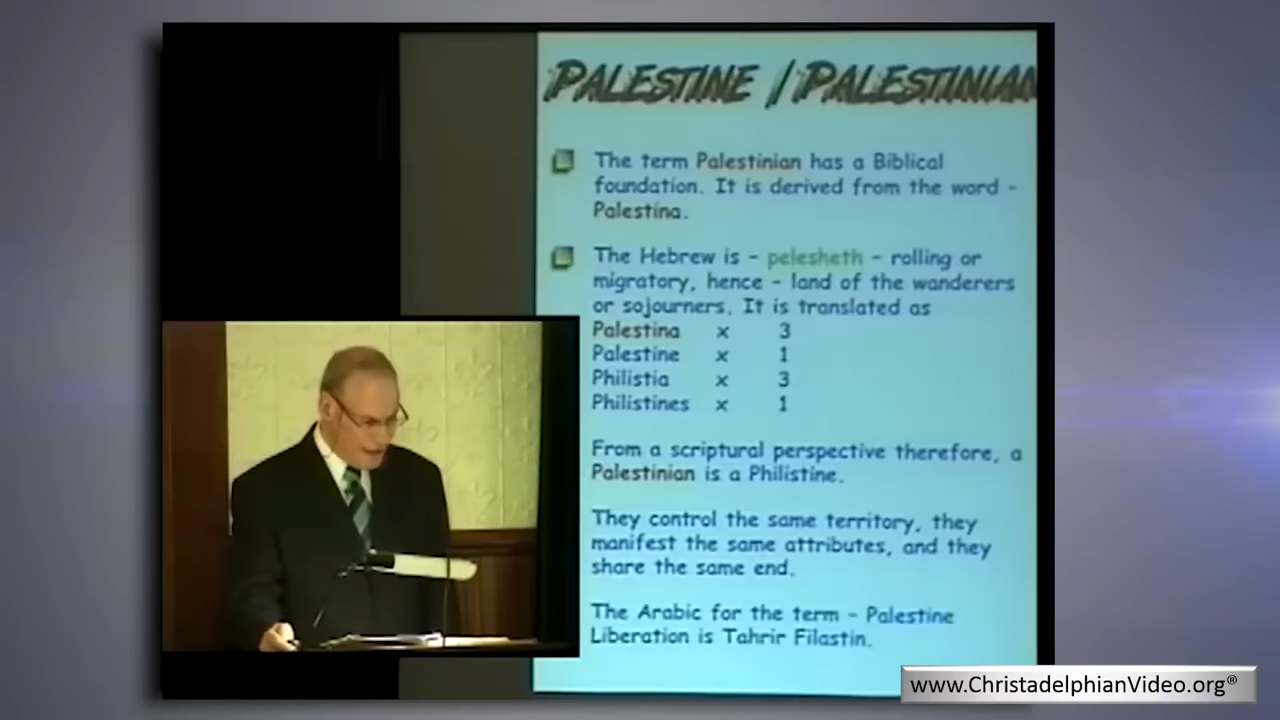 PALESTINE / PALESTINIAN
The term Palestinian has a Biblical
foundation. It is derived from the word -
Palestina.
The Hebrew is - pelesheth - rolling or
migratory, hence - land of the wanderers
or sojourners. It is translated as
Palestina x 3
Palestine x 1
Philistia x 3
Philistines x 1
From a scriptural perspective therefore, a
Palestinian is a Philistine.
They control the same territory, they
manifest the same attributes, and they
share the same end.
The Arabic for the term - Palestine
Liberation is Tahrir Filastin.
www.ChristadelphianVideo.org®